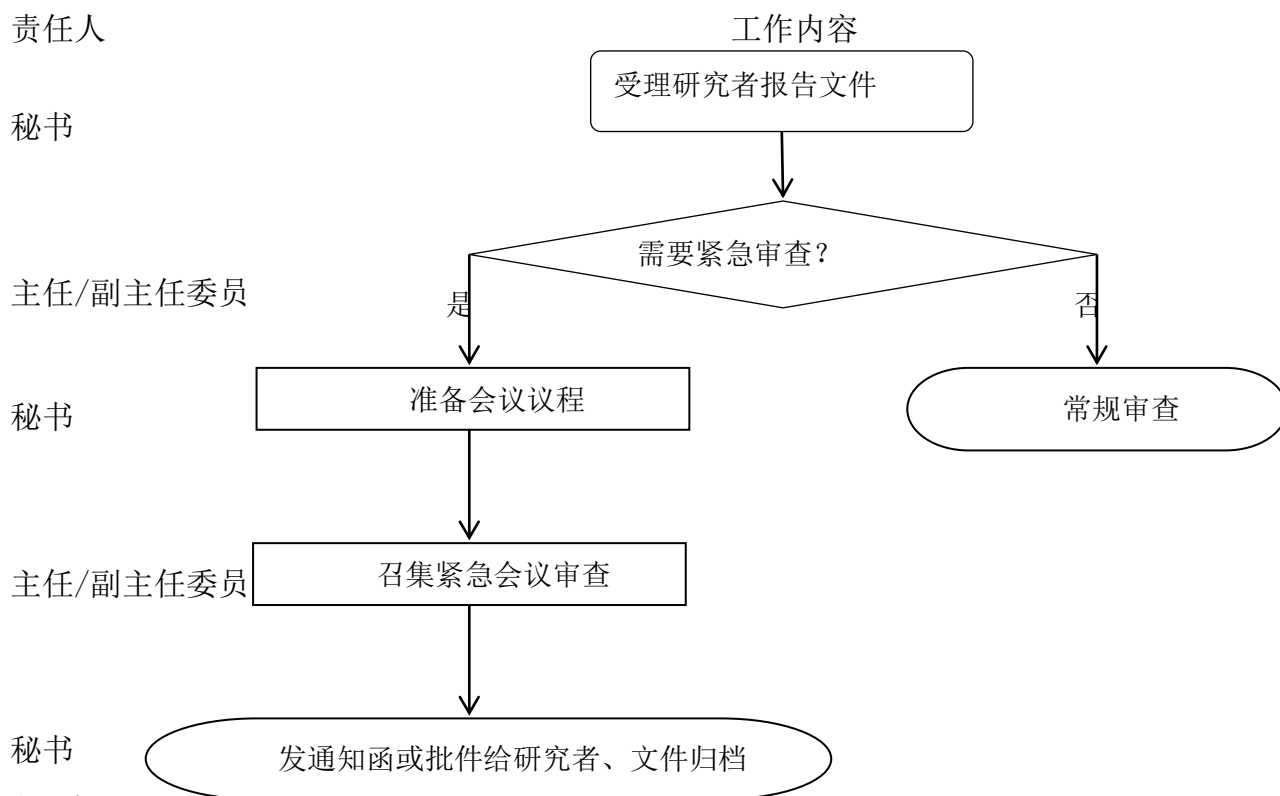 责任人 工作内容
受理研究者报告文件
秘书
需要紧急审查？
主任/副主任委员
是 否
准备会议议程 常规审查
秘书
召集紧急会议审查
主任/副主任委员
秘书
发通知函或批件给研究者、文件归档